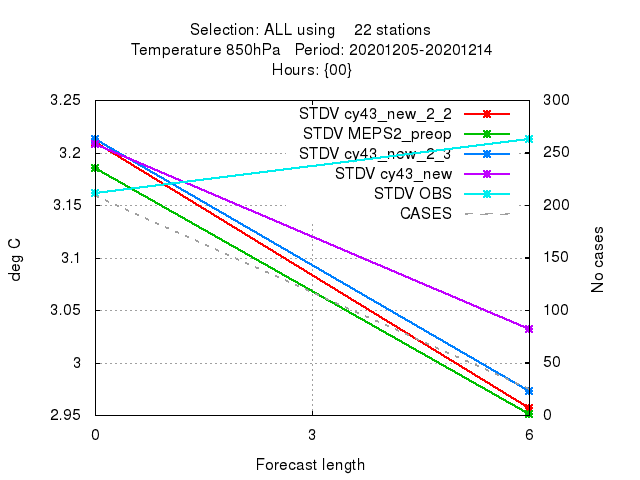 Selection: ALL using    22 stations
Temperature 850hPa   Period: 20201205-20201214
Hours: {00}
3.25
3.2
3.15
3.1
3.05
3
2.95
deg C
STDV cy43_new_2_2
STDV MEPS2_preop
STDV cy43_new_2_3
STDV cy43_new
STDV OBS
CASES
300
250
200
150
100
50
0
No cases
0
3
6
Forecast length